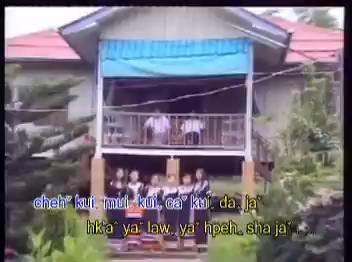 cheh˅ kui, mui kui, ca˄ kui, da, ja˅
hk'a˄ ya˄ law, ya˅ hpeh, sha ja˅